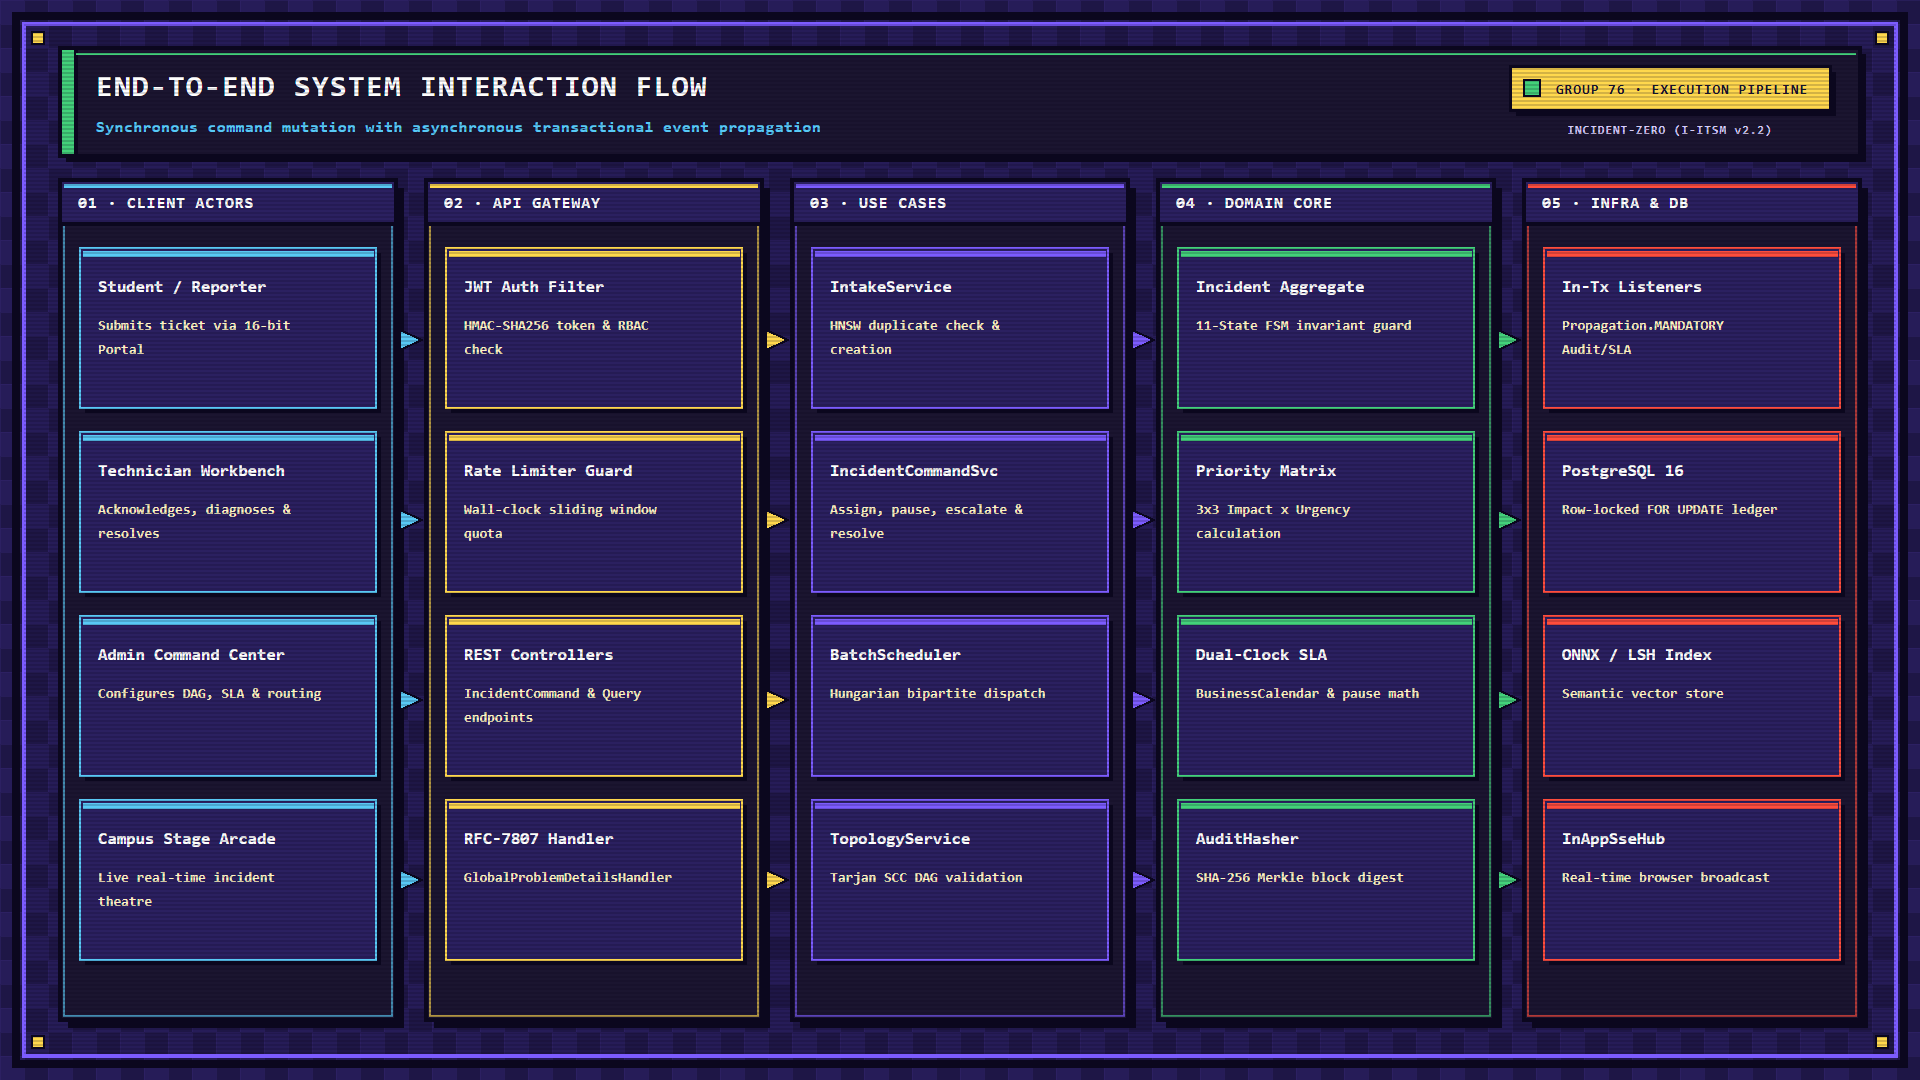 END-TO-END SYSTEM INTERACTION FLOW
Synchronous command mutation with asynchronous transactional event propagation
GROUP 76 · EXECUTION PIPELINE
INCIDENT-ZERO (I-ITSM v2.2)
01 · CLIENT ACTORS
Student / Reporter
Submits ticket via 16-bit
Portal
Technician Workbench
Acknowledges, diagnoses &
resolves
Admin Command Center
Configures DAG, SLA & routing
Campus Stage Arcade
Live real-time incident
theatre
02 · API GATEWAY
JWT Auth Filter
HMAC-SHA256 token & RBAC
check
Rate Limiter Guard
Wall-clock sliding window
quota
REST Controllers
IncidentCommand & Query
endpoints
RFC-7807 Handler
GlobalProblemDetailsHandler
03 · USE CASES
IntakeService
HNSW duplicate check &
creation
IncidentCommandSvc
Assign, pause, escalate &
resolve
BatchScheduler
Hungarian bipartite dispatch
TopologyService
Tarjan SCC DAG validation
04 · DOMAIN CORE
Incident Aggregate
11-State FSM invariant guard
Priority Matrix
3x3 Impact x Urgency
calculation
Dual-Clock SLA
BusinessCalendar & pause math
AuditHasher
SHA-256 Merkle block digest
05 · INFRA & DB
In-Tx Listeners
Propagation.MANDATORY
Audit/SLA
PostgreSQL 16
Row-locked FOR UPDATE ledger
ONNX / LSH Index
Semantic vector store
InAppSseHub
Real-time browser broadcast